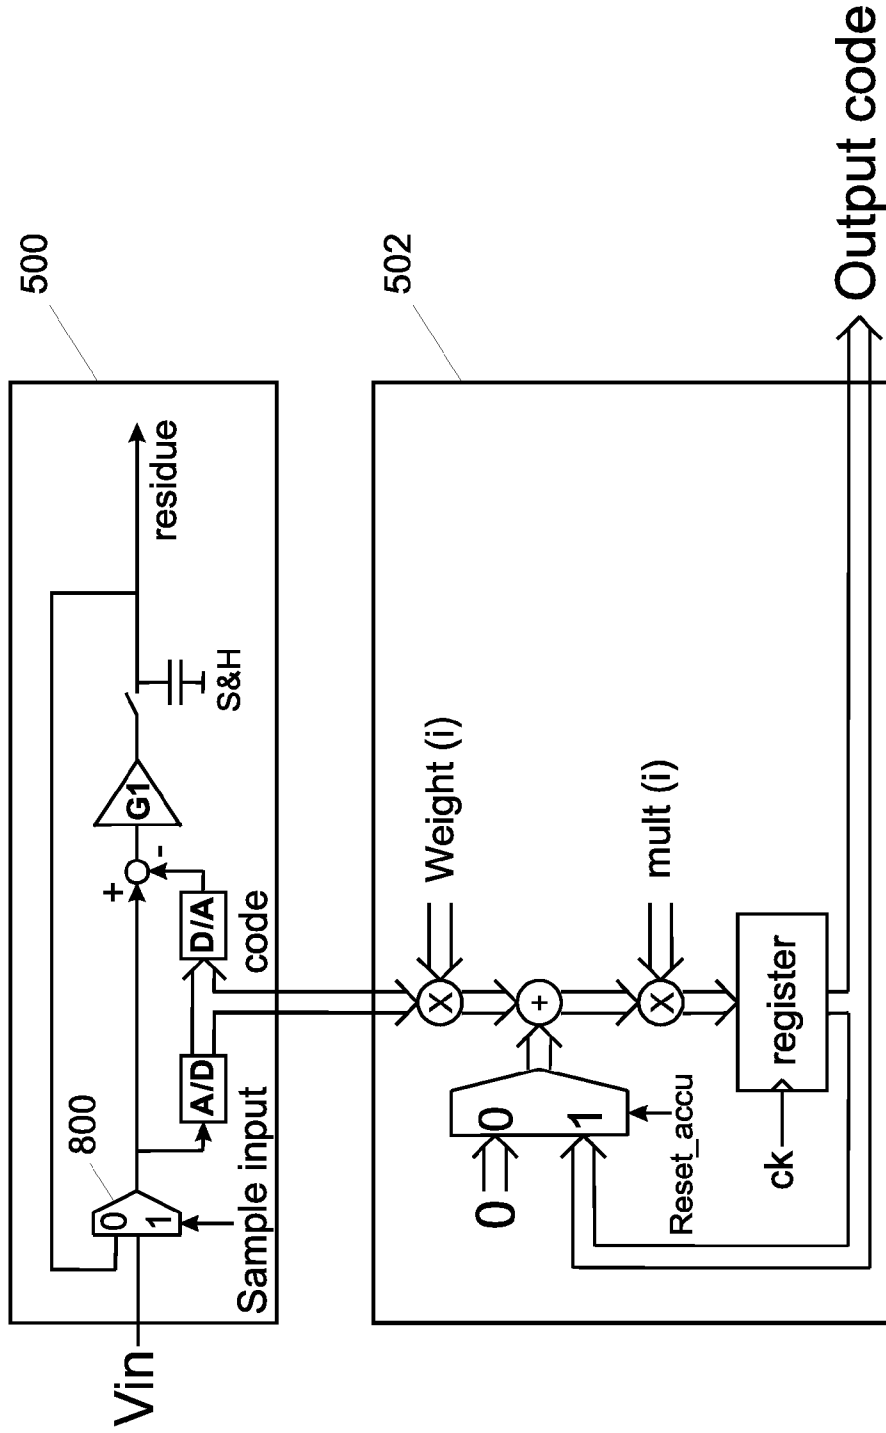 500
800
0
1
Vin
Sample input
A/D
D/A
code
+
-
G1
S&H
residue
502
X
Weight (i)
+
0
0
1
Reset_accu
X
mult (i)
ck
register
Output code